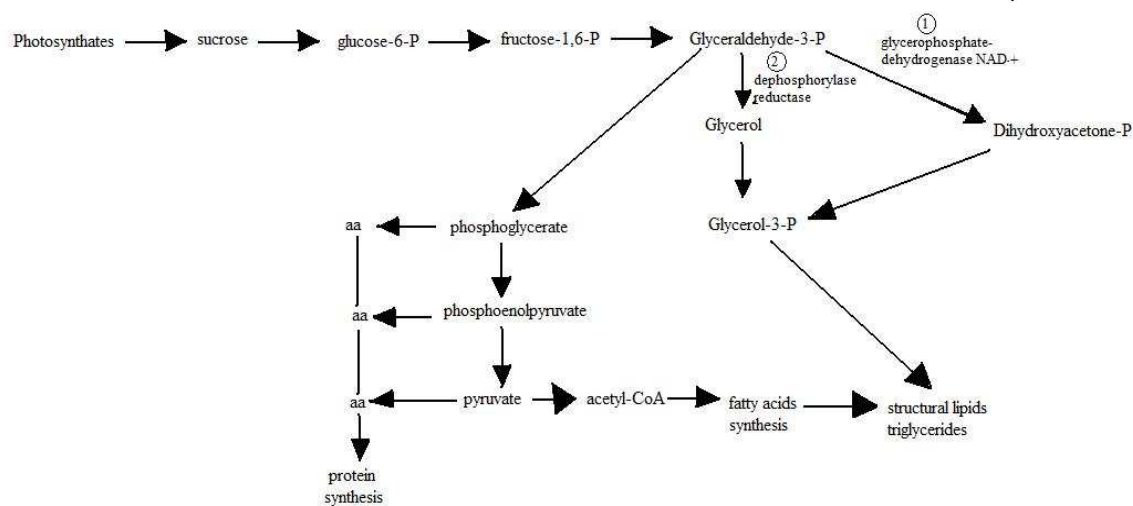 Photosynthates
sucrose
glucose-6-P
fructose-1,6-P
Glyceraldehyde-3-P
1
glycerophosphate-
dehydrogenase NAD·+
2
dephosphorylase
reductase
Glycerol
Dihydroxyacetone-P
aa
phosphoglycerate
Glycerol-3-P
aa
phosphoenolpyruvate
aa
pyruvate
acetyl-CoA
fatty acids
synthesis
structural lipids
triglycerides
protein
synthesis